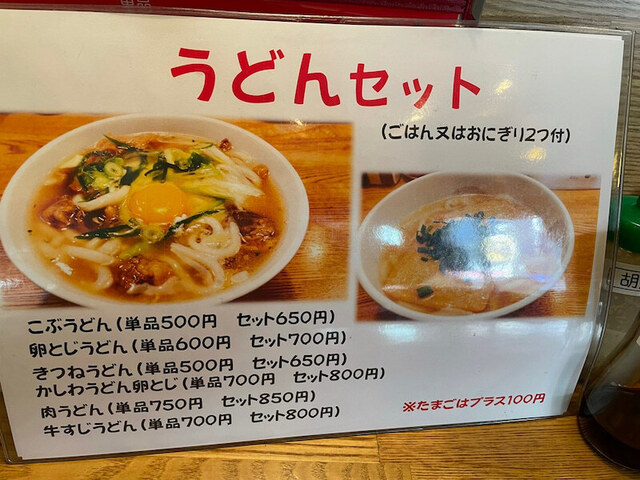 うどんセット
(ごはん又はおにぎり2つ付)
こぶうどん(単品500円 セット650円)
卵とじうどん(単品600円 セット700円)
きつねうどん(単品500円 セット650円)
かしわうどん卵とじ(単品700円 セット800円)
肉うどん(単品750円 セット850円)
牛すじうどん(単品700円 セット800円)
※たまごはプラス100円
胡